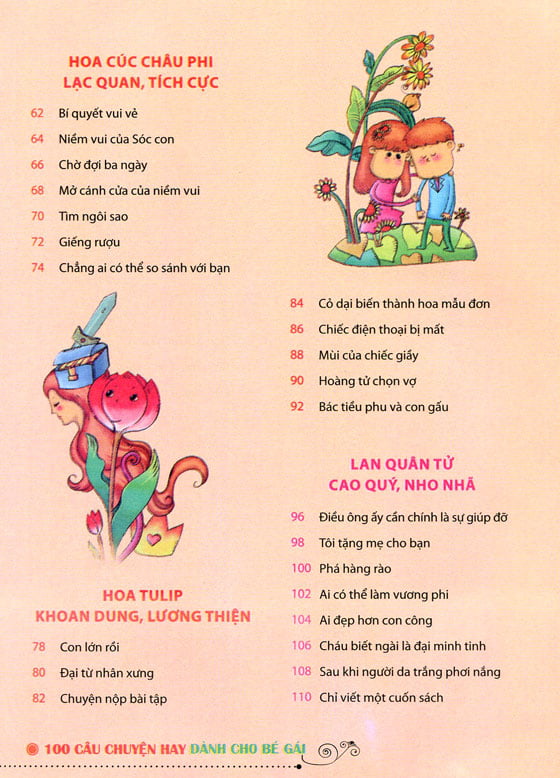 HOA CÚC CHÂU PHI
LẠC QUAN, TÍCH CỰC
62 Bí quyết vui vẻ
64 Niềm vui của Sóc con
66 Chờ đợi ba ngày
68 Mở cánh cửa của niềm vui
70 Tìm ngôi sao
72 Giếng rượu
74 Chẳng ai có thể so sánh với bạn
HOA TULIP
KHOAN DUNG, LƯƠNG THIỆN
78 Con lớn rồi
80 Đại từ nhân xưng
82 Chuyện nộp bài tập
84 Cỏ dại biến thành hoa mẫu đơn
86 Chiếc điện thoại bị mất
88 Mùi của chiếc giầy
90 Hoàng tử chọn vợ
92 Bác tiều phu và con gấu
LAN QUÂN TỬ
CAO QUÝ, NHO NHÃ
96 Điều ông ấy cần chính là sự giúp đỡ
98 Tôi tặng mẹ cho bạn
100 Phá hàng rào
102 Ai có thể làm vương phi
104 Ai đẹp hơn con công
106 Cháu biết ngài là đại minh tinh
108 Sau khi người da trắng phơi nắng
110 Chỉ viết một cuốn sách
100 CÂU CHUYỆN HAY DÀNH CHO BÉ GÁI